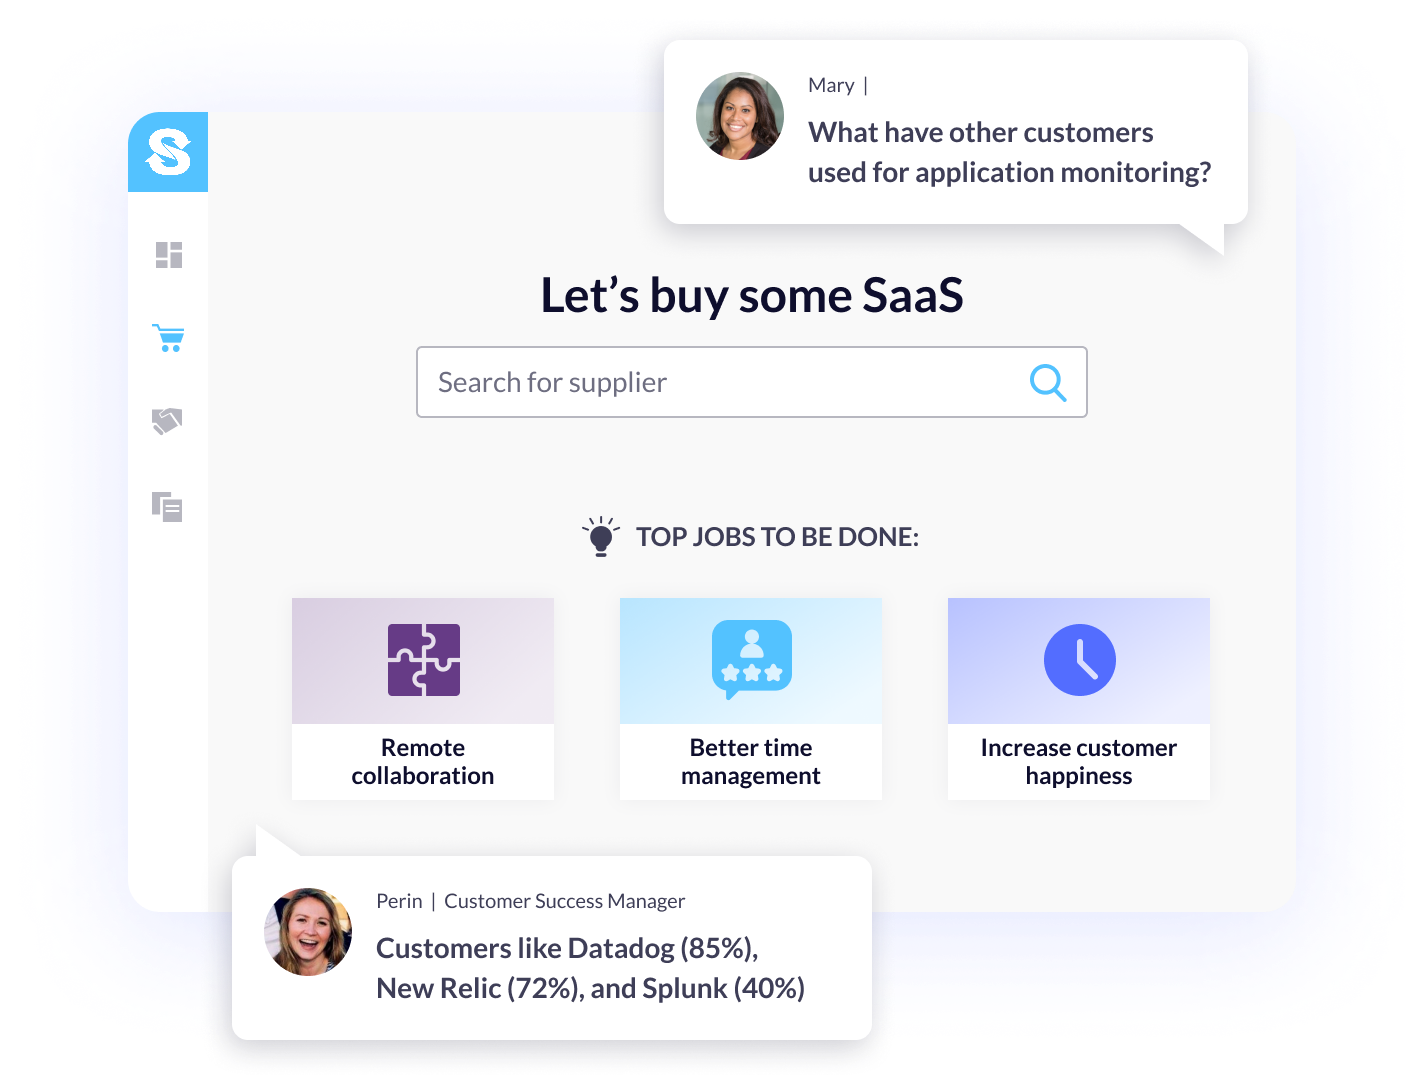 Mary |
What have other customers
used for application monitoring?
S
Let's buy some SaaS
Search for supplier
TOP JOBS TO BE DONE:
Remote
collaboration
Better time
management
Increase customer
happiness
Perin | Customer Success Manager
Customers like Datadog (85%),
New Relic (72%), and Splunk (40%)